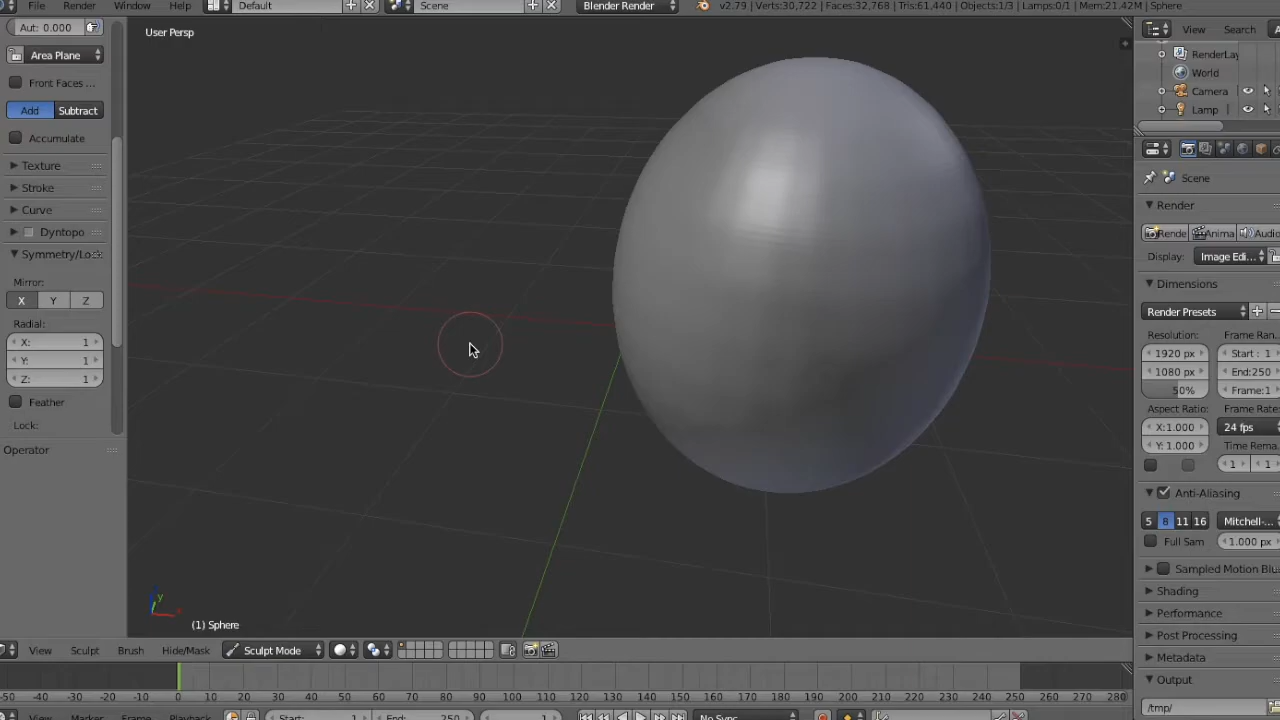 File Render Window Help Default Scene Blender Render v2.79 | Verts:30,722 | Faces:32,768 | Tris:61,440 | Objects:1/3 | Lamps:0/1 | Mem:21.42M | Sphere
Aut: 0.000
Area Plane
Front Faces ...
Add Subtract
Accumulate
Texture
Stroke
Curve
Dyntopo
Symmetry/Lock
Mirror:
X Y Z
Radial:
X: 1
Y: 1
Z: 1
Feather
Lock:
Operator
User Persp
(1) Sphere
View Search
RenderLay
World
Camera
Lamp
Scene
Render
Rende Anima Audio
Display: Image Edi...
Dimensions
Render Presets
Resolution: Frame Ran
1920 px Start : 1
1080 px End:250
50% Frame:1
Aspect Ratio: Frame Rate:
X:1.000 24 fps
Y: 1.000 Time Rema
1 1
Anti-Aliasing
5 8 11 16 Mitchell-
Full Sam 1.000 px
Sampled Motion Blu
Shading
Performance
Post Processing
Metadata
Output
/tmp/
View Sculpt Brush Hide/Mask Sculpt Mode
-50 -40 -30 -20 -10 0 10 20 30 40 50 60 70 80 90 100 110 120 130 140 150 160 170 180 190 200 210 220 230 240 250 260 270 280
View Marker Frame Playback Start: 1 End: 250 1 No Sync